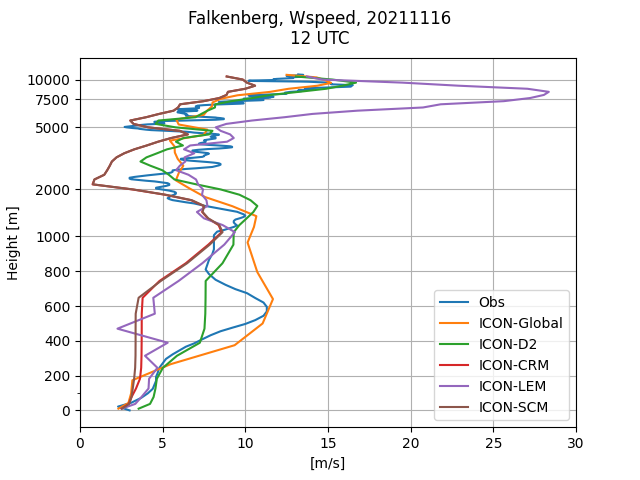 Falkenberg, Wspeed, 20211116
12 UTC
Height [m]
10000
7500
5000
2000
1000
800
600
400
200
0
Obs
ICON-Global
ICON-D2
ICON-CRM
ICON-LEM
ICON-SCM
0 5 10 15 20 25 30
[m/s]